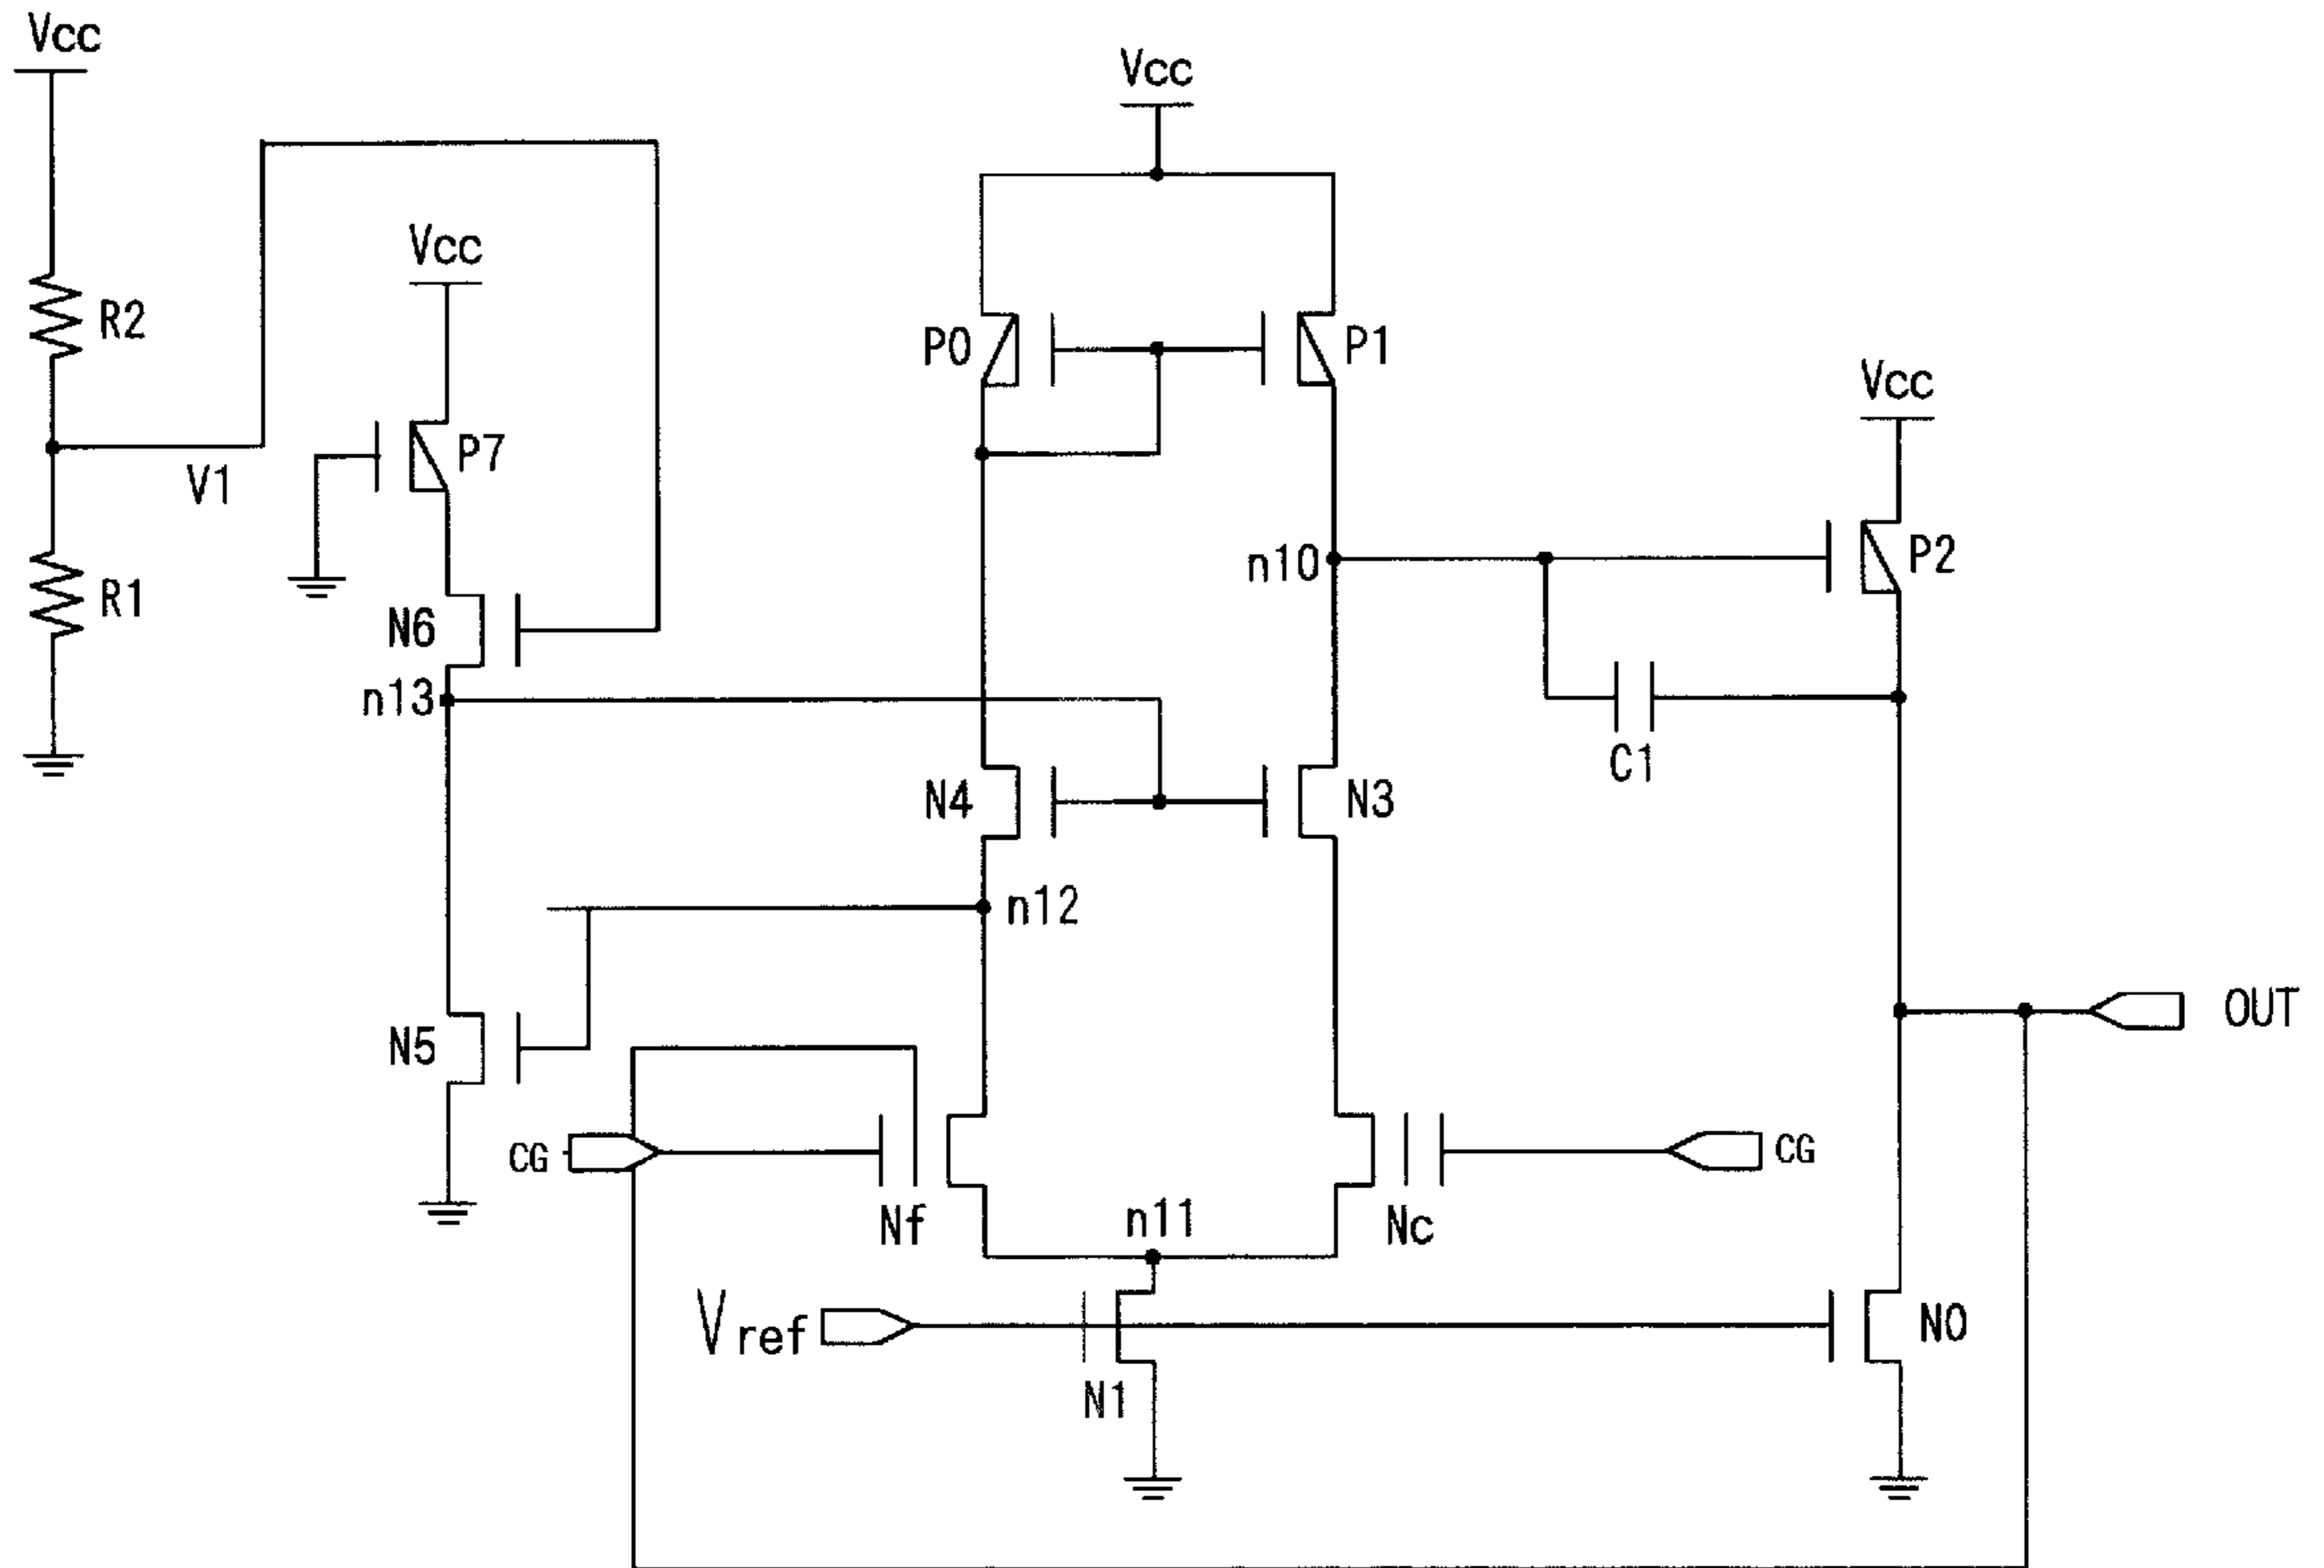 Vcc
Vcc
Vcc
R2
P0
P1
P7
Vcc
V1
n10
P2
R1
N6
n13
C1
N4
N3
n12
OUT
N5
CG
CG
Nf
n11
Nc
Vref
N0
N1